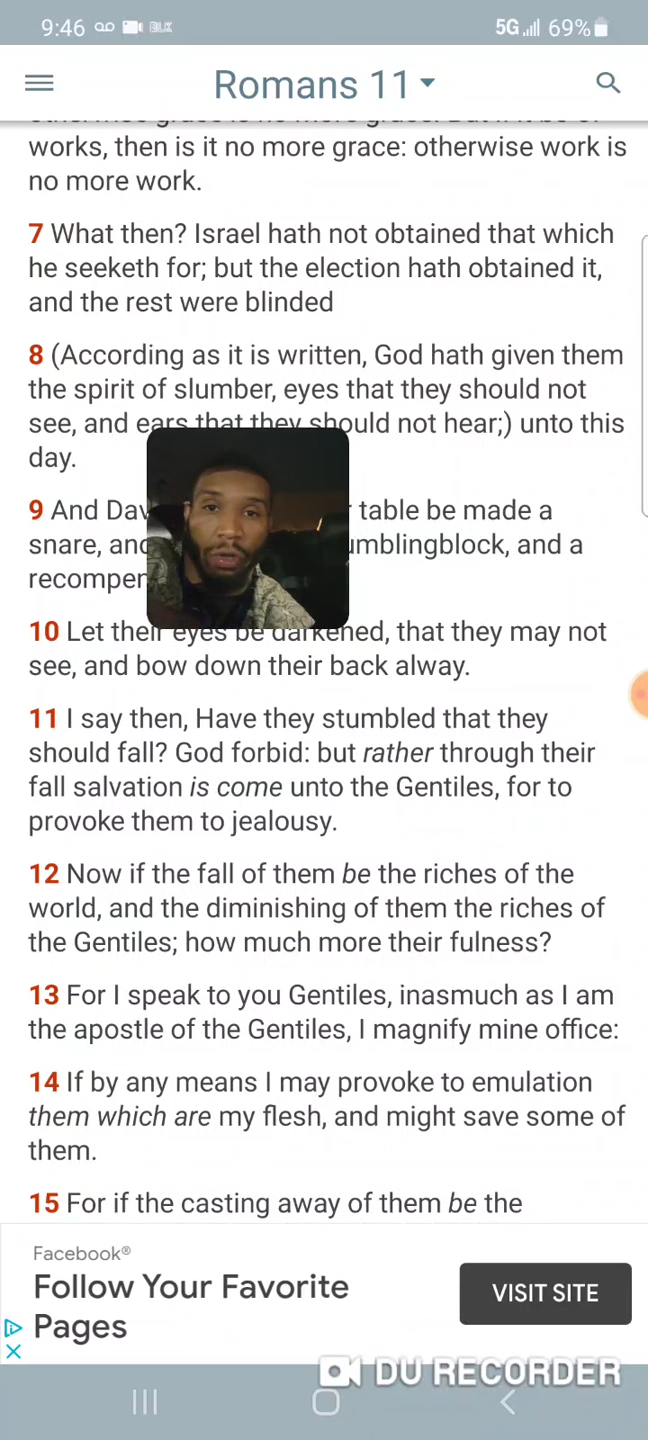 9:46
5G 69%
Romans 11
works, then is it no more grace: otherwise work is
no more work.
7 What then? Israel hath not obtained that which
he seeketh for; but the election hath obtained it,
and the rest were blinded
8 (According as it is written, God hath given them
the spirit of slumber, eyes that they should not
see, and ears that they should not hear;) unto this
day.
9 And Dav table be made a
snare, and umblingblock, and a
recompen
10 Let their eyes be darkened, that they may not
see, and bow down their back alway.
11 I say then, Have they stumbled that they
should fall? God forbid: but rather through their
fall salvation is come unto the Gentiles, for to
provoke them to jealousy.
12 Now if the fall of them be the riches of the
world, and the diminishing of them the riches of
the Gentiles; how much more their fulness?
13 For I speak to you Gentiles, inasmuch as I am
the apostle of the Gentiles, I magnify mine office:
14 If by any means I may provoke to emulation
them which are my flesh, and might save some of
them.
15 For if the casting away of them be the
Facebook®
Follow Your Favorite
Pages
VISIT SITE
DU RECORDER